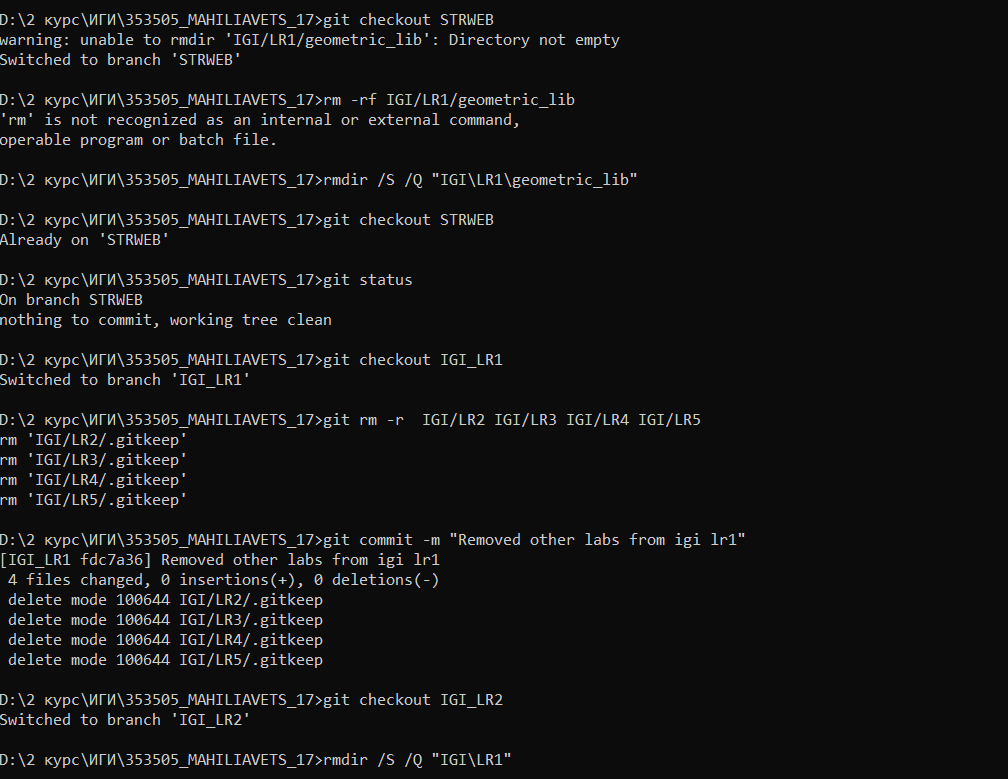 D:\2 курс\ИГИ\353505_MAHILIAVETS_17>git checkout STRWEB
warning: unable to rmdir 'IGI/LR1/geometric_lib': Directory not empty
Switched to branch 'STRWEB'
D:\2 курс\ИГИ\353505_MAHILIAVETS_17>rm -rf IGI/LR1/geometric_lib
'rm' is not recognized as an internal or external command,
operable program or batch file.
D:\2 курс\ИГИ\353505_MAHILIAVETS_17>rmdir /S /Q "IGI\LR1\geometric_lib"
D:\2 курс\ИГИ\353505_MAHILIAVETS_17>git checkout STRWEB
Already on 'STRWEB'
D:\2 курс\ИГИ\353505_MAHILIAVETS_17>git status
On branch STRWEB
nothing to commit, working tree clean
D:\2 курс\ИГИ\353505_MAHILIAVETS_17>git checkout IGI_LR1
Switched to branch 'IGI_LR1'
D:\2 курс\ИГИ\353505_MAHILIAVETS_17>git rm -r  IGI/LR2 IGI/LR3 IGI/LR4 IGI/LR5
rm 'IGI/LR2/.gitkeep'
rm 'IGI/LR3/.gitkeep'
rm 'IGI/LR4/.gitkeep'
rm 'IGI/LR5/.gitkeep'
D:\2 курс\ИГИ\353505_MAHILIAVETS_17>git commit -m "Removed other labs from igi lr1"
[IGI_LR1 fdc7a36] Removed other labs from igi lr1
 4 files changed, 0 insertions(+), 0 deletions(-)
 delete mode 100644 IGI/LR2/.gitkeep
 delete mode 100644 IGI/LR3/.gitkeep
 delete mode 100644 IGI/LR4/.gitkeep
 delete mode 100644 IGI/LR5/.gitkeep
D:\2 курс\ИГИ\353505_MAHILIAVETS_17>git checkout IGI_LR2
Switched to branch 'IGI_LR2'
D:\2 курс\ИГИ\353505_MAHILIAVETS_17>rmdir /S /Q "IGI\LR1"